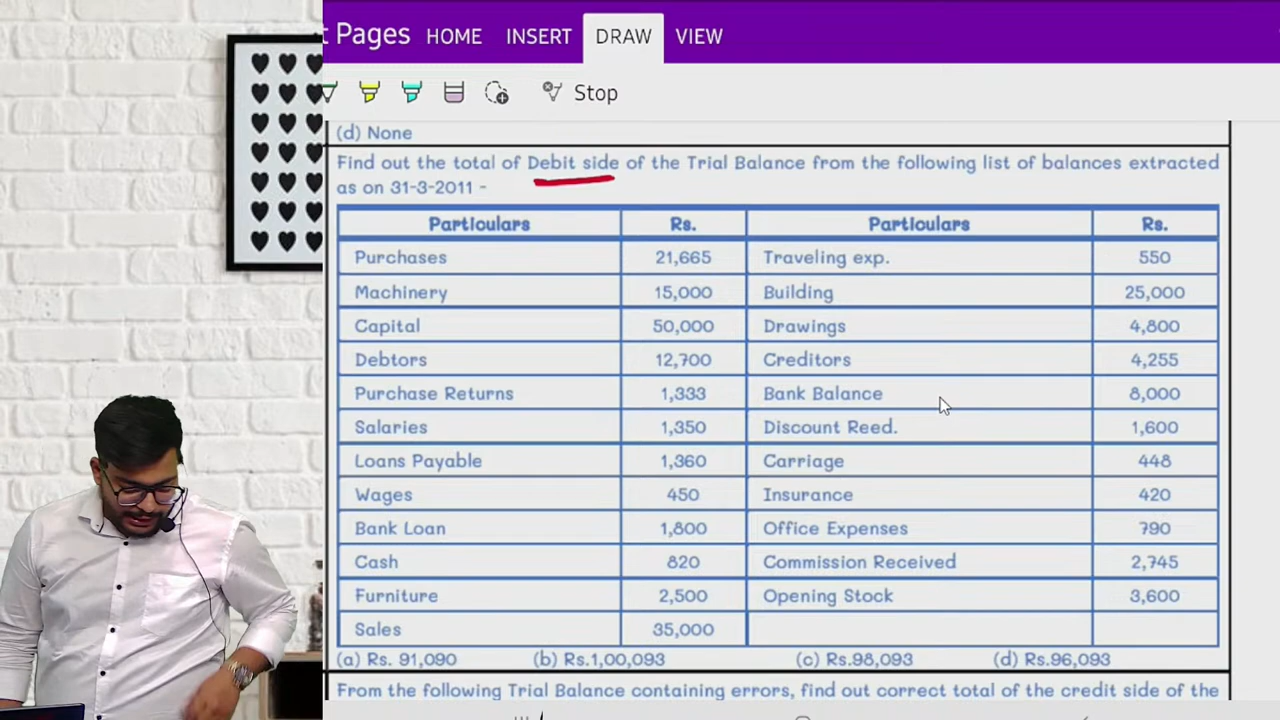 t Pages HOME INSERT DRAW VIEW
Stop
(d) None
Find out the total of Debit side of the Trial Balance from the following list of balances extracted
as on 31-3-2011 -
Particulars Rs. Particulars Rs.
Purchases 21,665 Traveling exp. 550
Machinery 15,000 Building 25,000
Capital 50,000 Drawings 4,800
Debtors 12,700 Creditors 4,255
Purchase Returns 1,333 Bank Balance 8,000
Salaries 1,350 Discount Reed. 1,600
Loans Payable 1,360 Carriage 448
Wages 450 Insurance 420
Bank Loan 1,800 Office Expenses 790
Cash 820 Commission Received 2,745
Furniture 2,500 Opening Stock 3,600
Sales 35,000
(a) Rs. 91,090 (b) Rs.1,00,093 (c) Rs.98,093 (d) Rs.96,093
From the following Trial Balance containing errors, find out correct total of the credit side of the